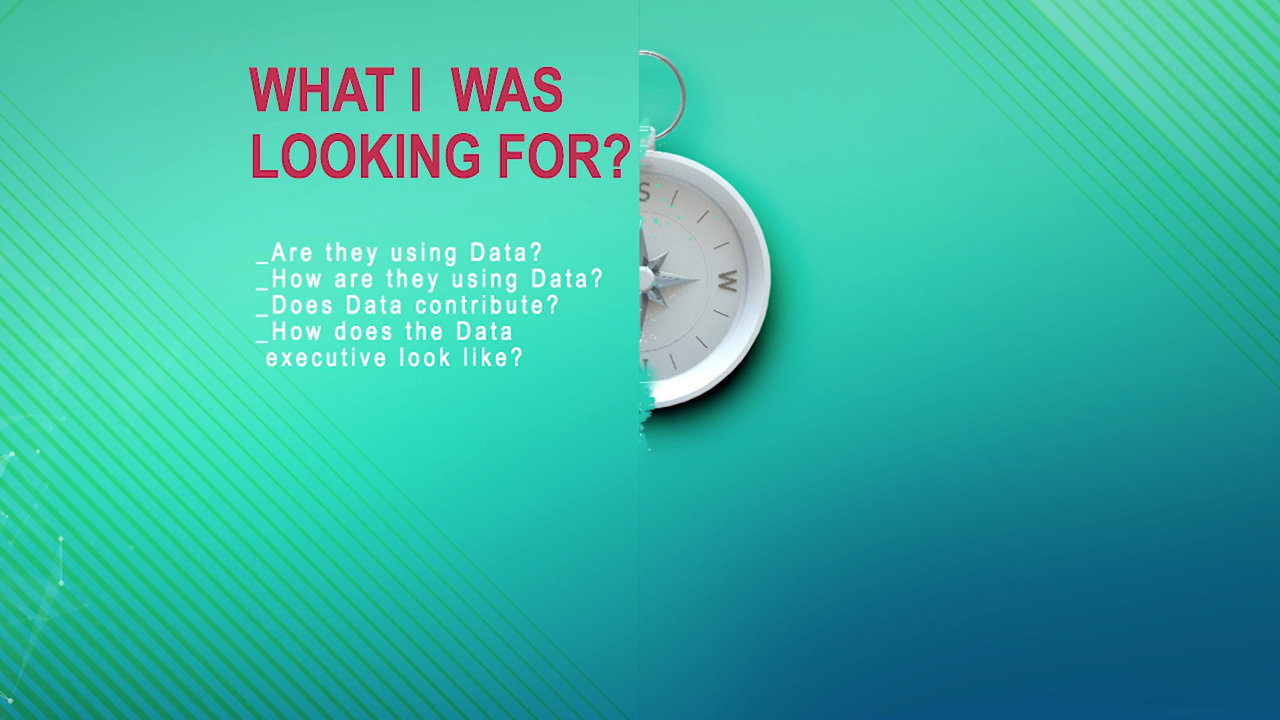 WHAT I WAS
LOOKING FOR?
_Are they using Data?
_How are they using Data?
_Does Data contribute?
_How does the Data
executive look like?
S
W